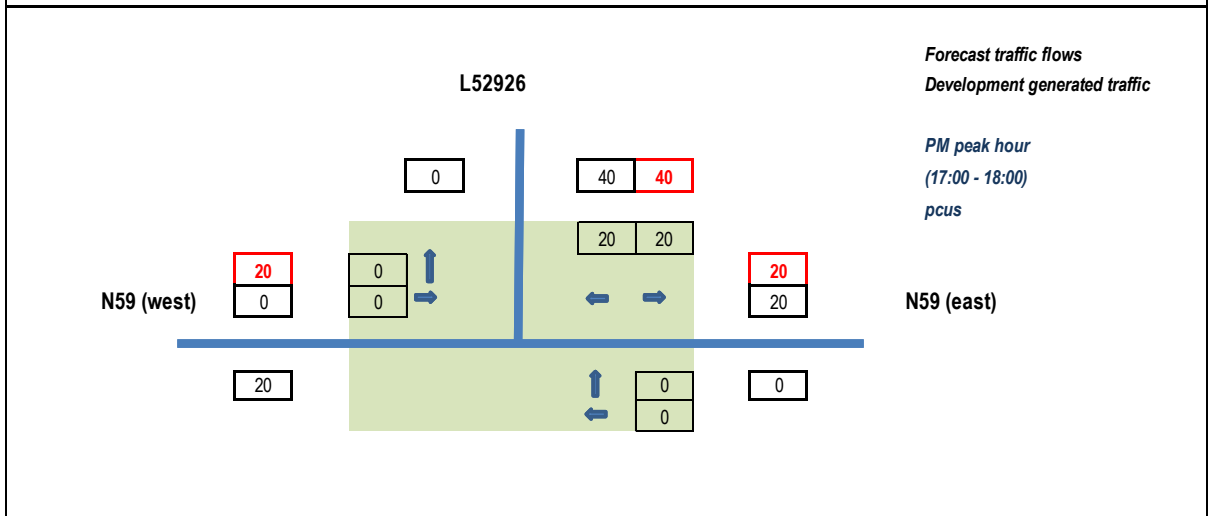 Forecast traffic flows
L52926
Development generated traffic
PM peak hour
0 40 40
(17:00 - 18:00)
pcus
20 20
20 0 20
N59 (west) 0 0 20 N59 (east)
20 0 0
0